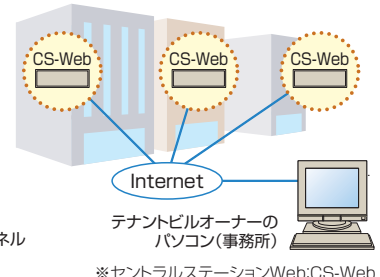 CS-Web
CS-Web
CS-Web
Internet
テナントビルオーナーの
パソコン(事務所)
ネル
※セントラルステーションWeb:CS-Web